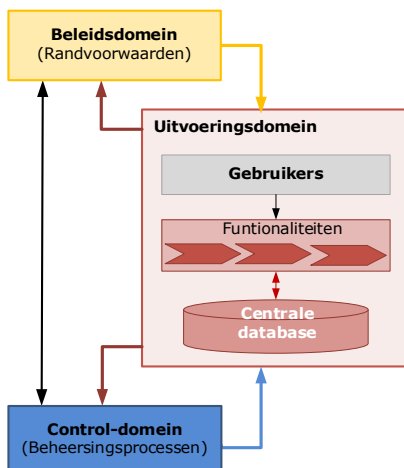 Beleidsdomein
(Randvoorwaarden)
Uitvoeringsdomein
Gebruikers
Funtionaliteiten
Centrale
database
Control-domein
(Beheersingsprocessen)